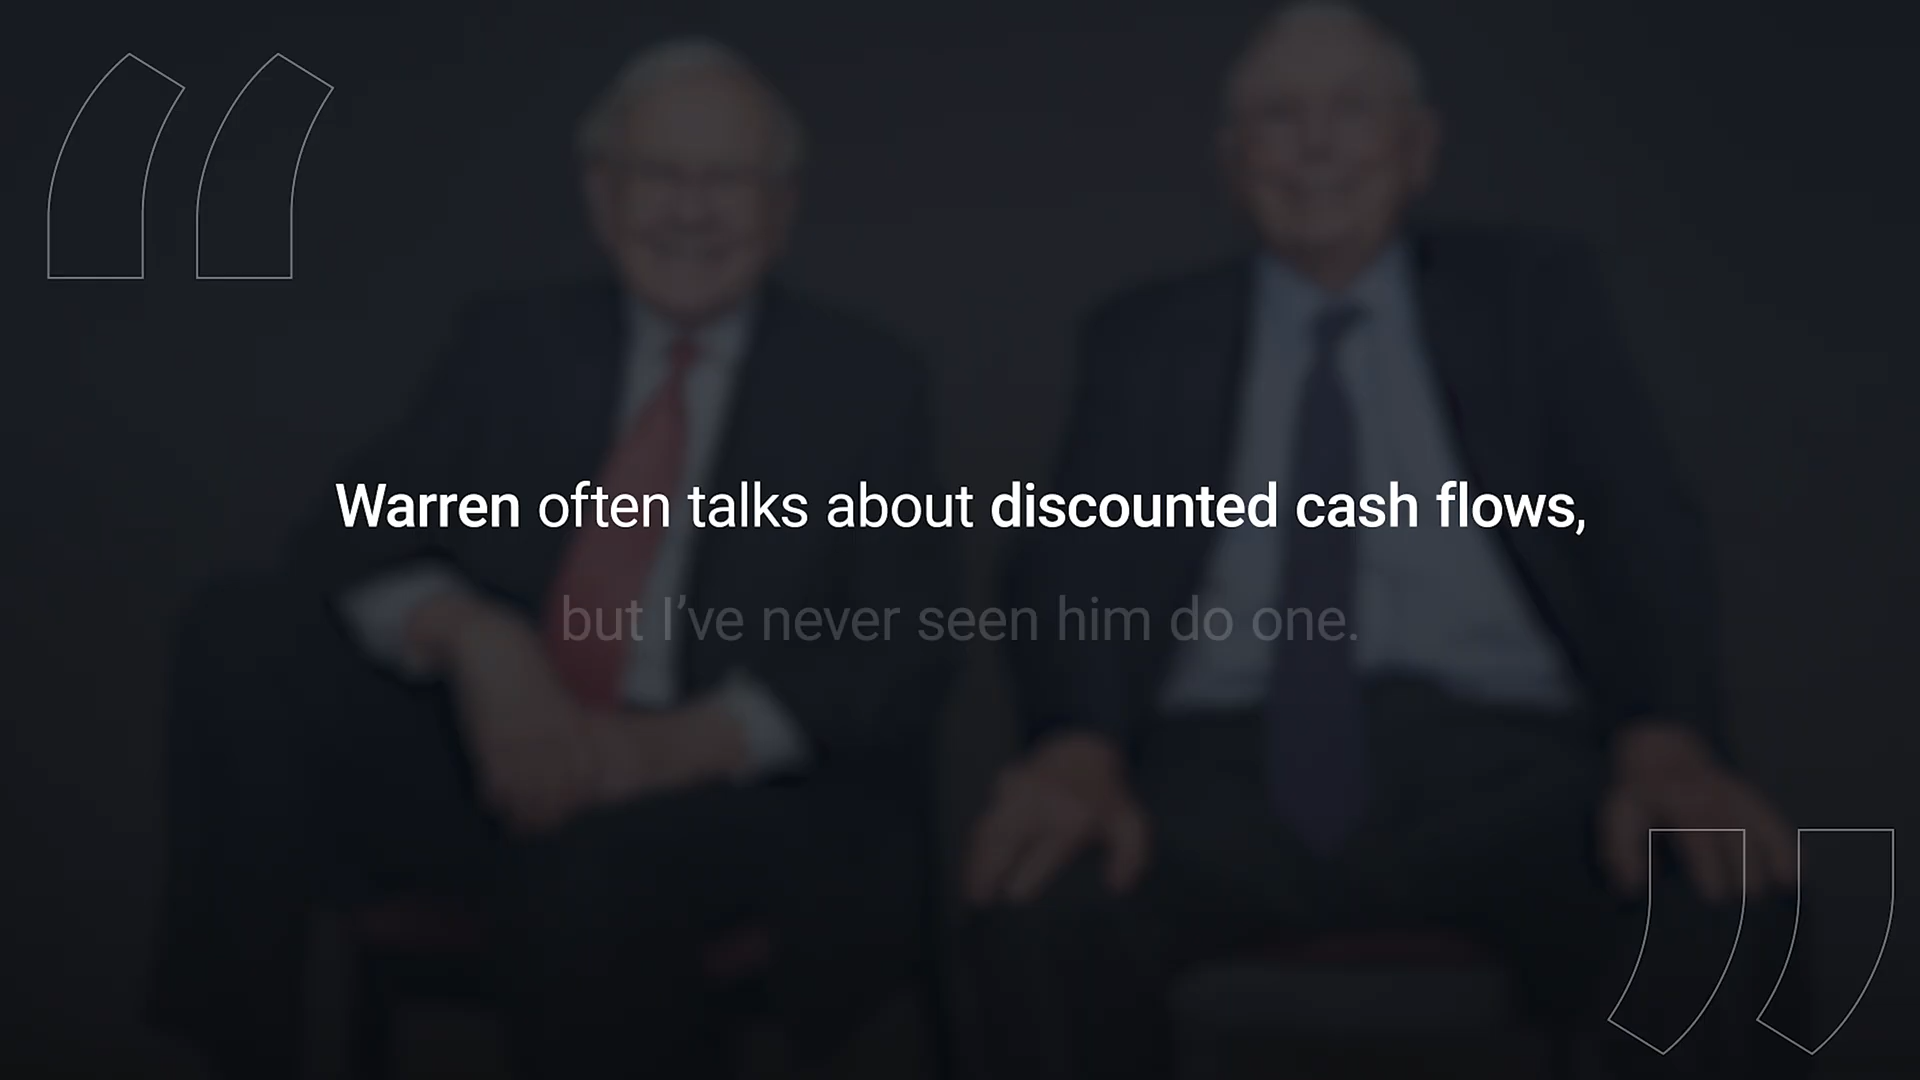 Warren often talks about discounted cash flows,
but I’ve never seen him do one.